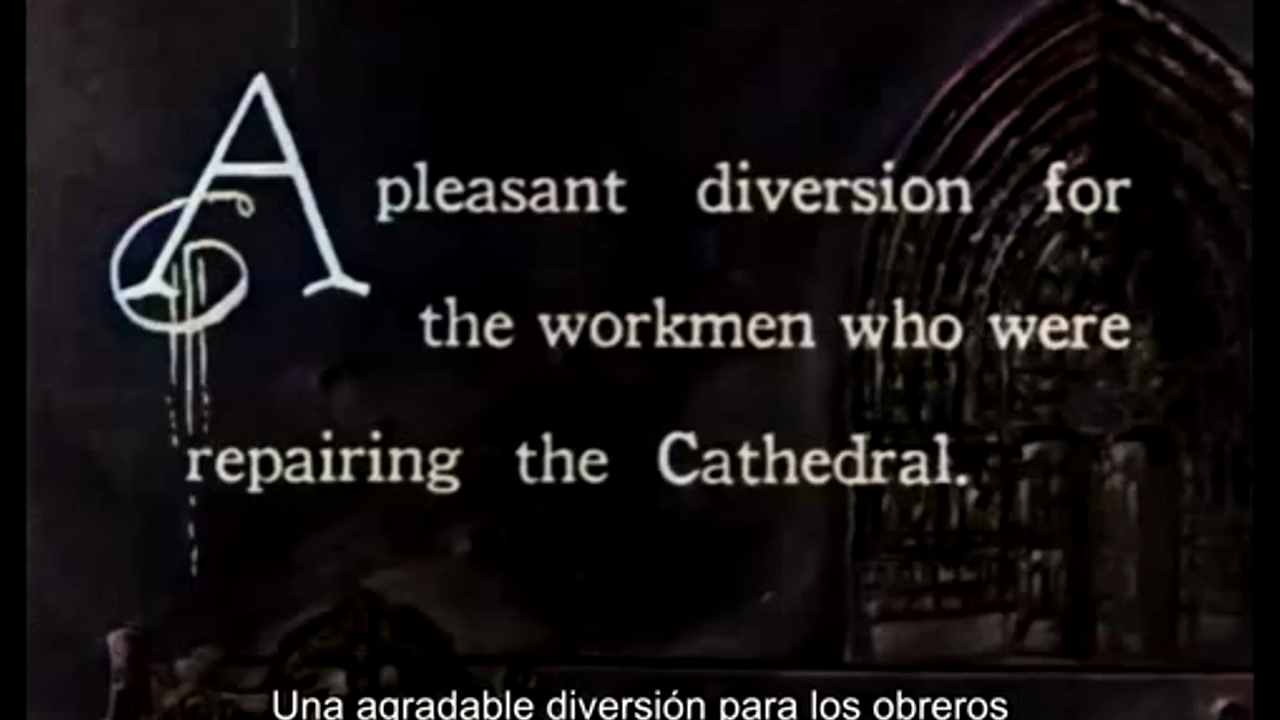 A pleasant diversion for
the workmen who were
repairing the Cathedral.
Una agradable diversión para los obreros